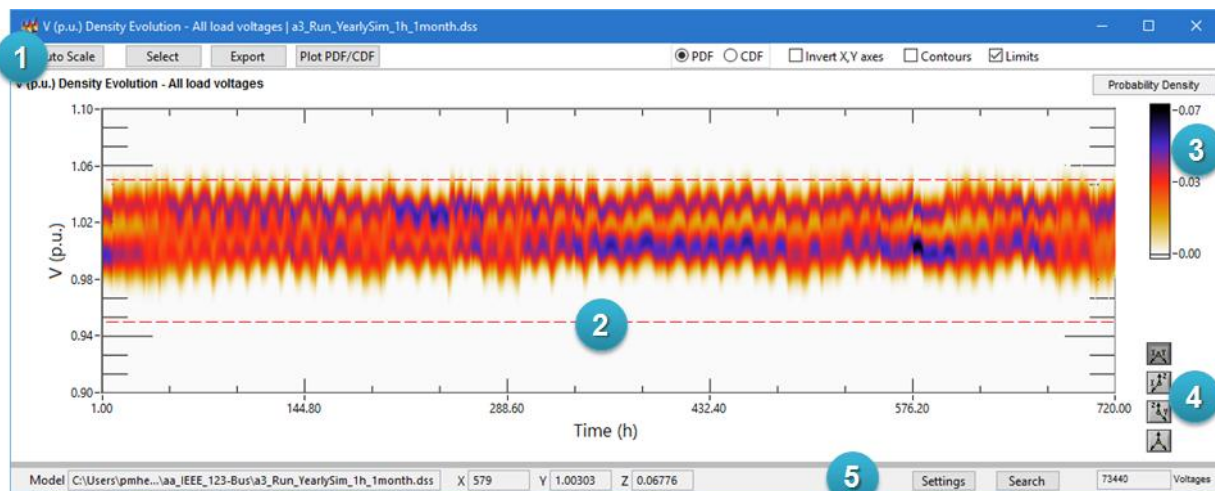 V (p.u.) Density Evolution - All load voltages | a3_Run_YearlySim_1h_1month.dss
1 uto Scale Select Export Plot PDF/CDF PDF CDF Invert X,Y axes Contours Limits
V (p.u.) Density Evolution - All load voltages Probability Density
1.10
1.06
1.02
0.98
0.94
0.90
V (p.u.)
1.00 144.80 288.60 432.40 576.20 720.00
Time (h)
2
0.07
3
0.03
0.00
4
5
Model C:\Users\pmhe...\aa_IEEE_123-Bus\a3_Run_YearlySim_1h_1month.dss X 579 Y 1.00303 Z 0.06776 Settings Search 73440 Voltages